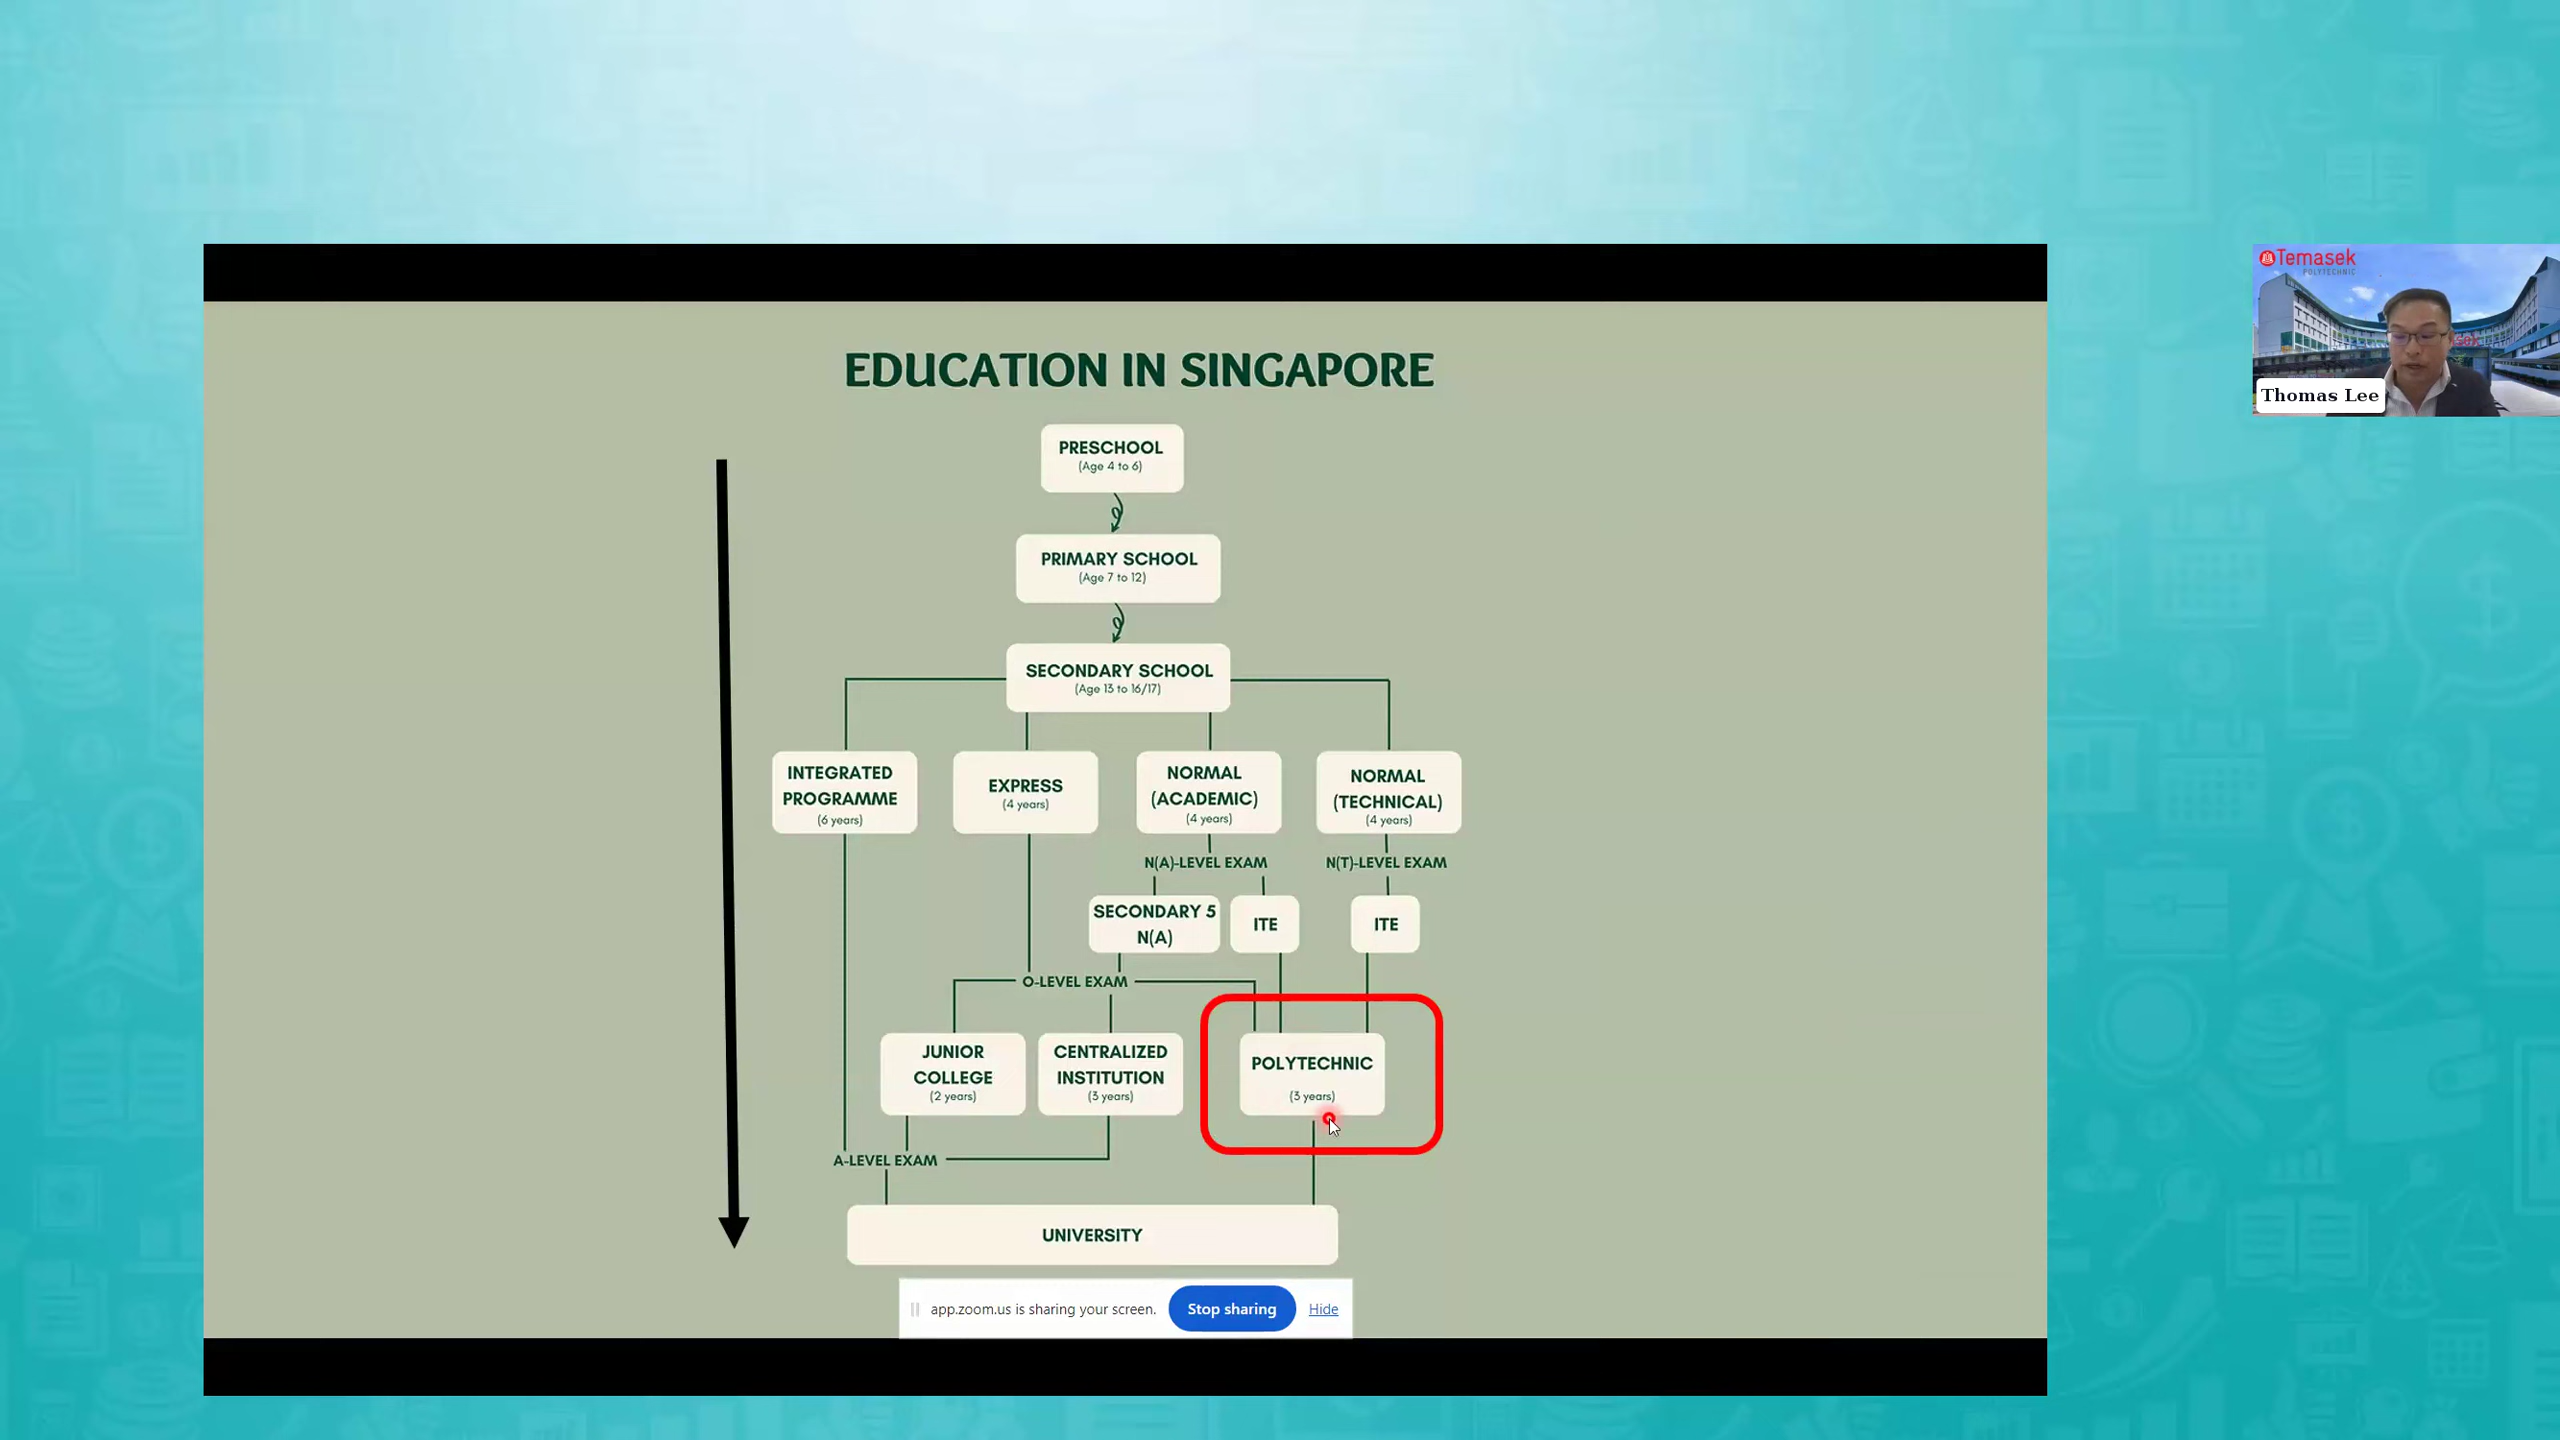 Temasek
POLYTECHNIC
Thomas Lee
EDUCATION IN SINGAPORE
PRESCHOOL
(Age 4 to 6)
PRIMARY SCHOOL
(Age 7 to 12)
SECONDARY SCHOOL
(Age 13 to 16/17)
INTEGRATED
PROGRAMME
(6 years)
EXPRESS
(4 years)
NORMAL
(ACADEMIC)
(4 years)
NORMAL
(TECHNICAL)
(4 years)
N(A)-LEVEL EXAM
N(T)-LEVEL EXAM
SECONDARY 5
N(A)
ITE
ITE
O-LEVEL EXAM
JUNIOR
COLLEGE
(2 years)
CENTRALIZED
INSTITUTION
(3 years)
POLYTECHNIC
(3 years)
A-LEVEL EXAM
UNIVERSITY
app.zoom.us is sharing your screen.
Stop sharing
Hide